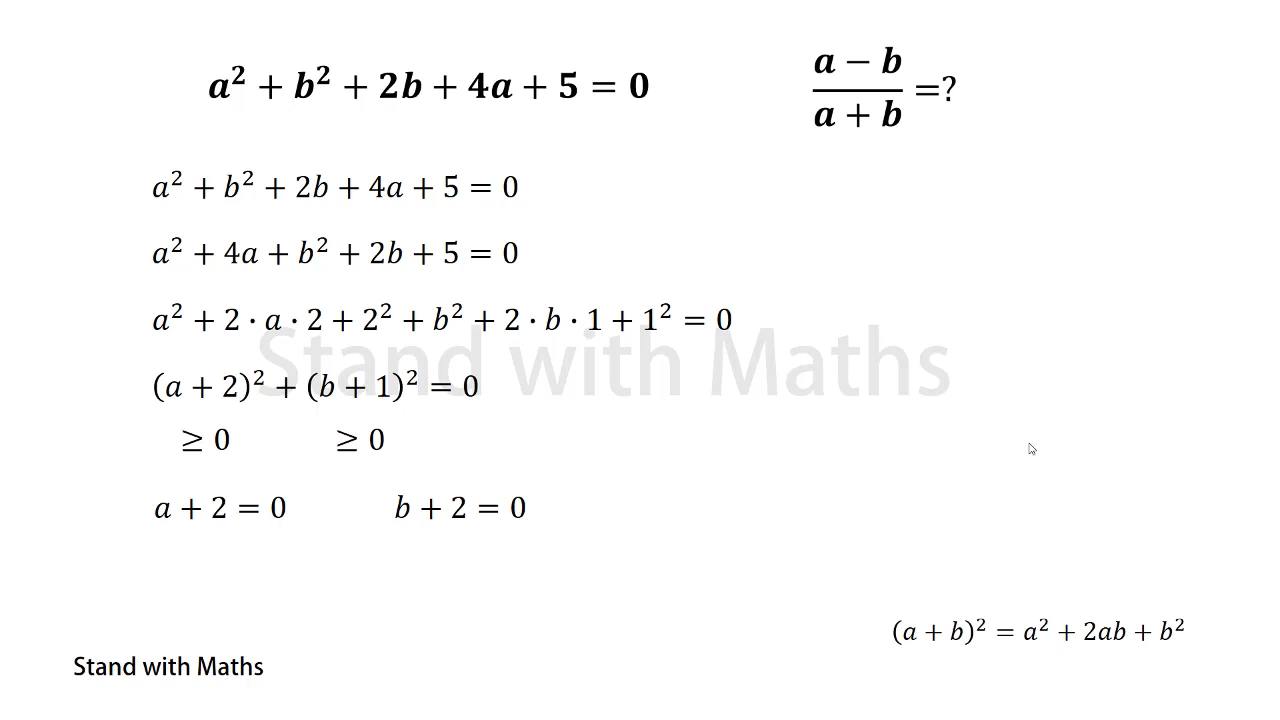 a² + b² + 2b + 4a + 5 = 0
a − b / a + b =?
a² + b² + 2b + 4a + 5 = 0
a² + 4a + b² + 2b + 5 = 0
a² + 2 · a · 2 + 2² + b² + 2 · b · 1 + 1² = 0
Stand with Maths
(a + 2)² + (b + 1)² = 0
≥ 0 ≥ 0
a + 2 = 0 b + 2 = 0
(a + b)² = a² + 2ab + b²
Stand with Maths